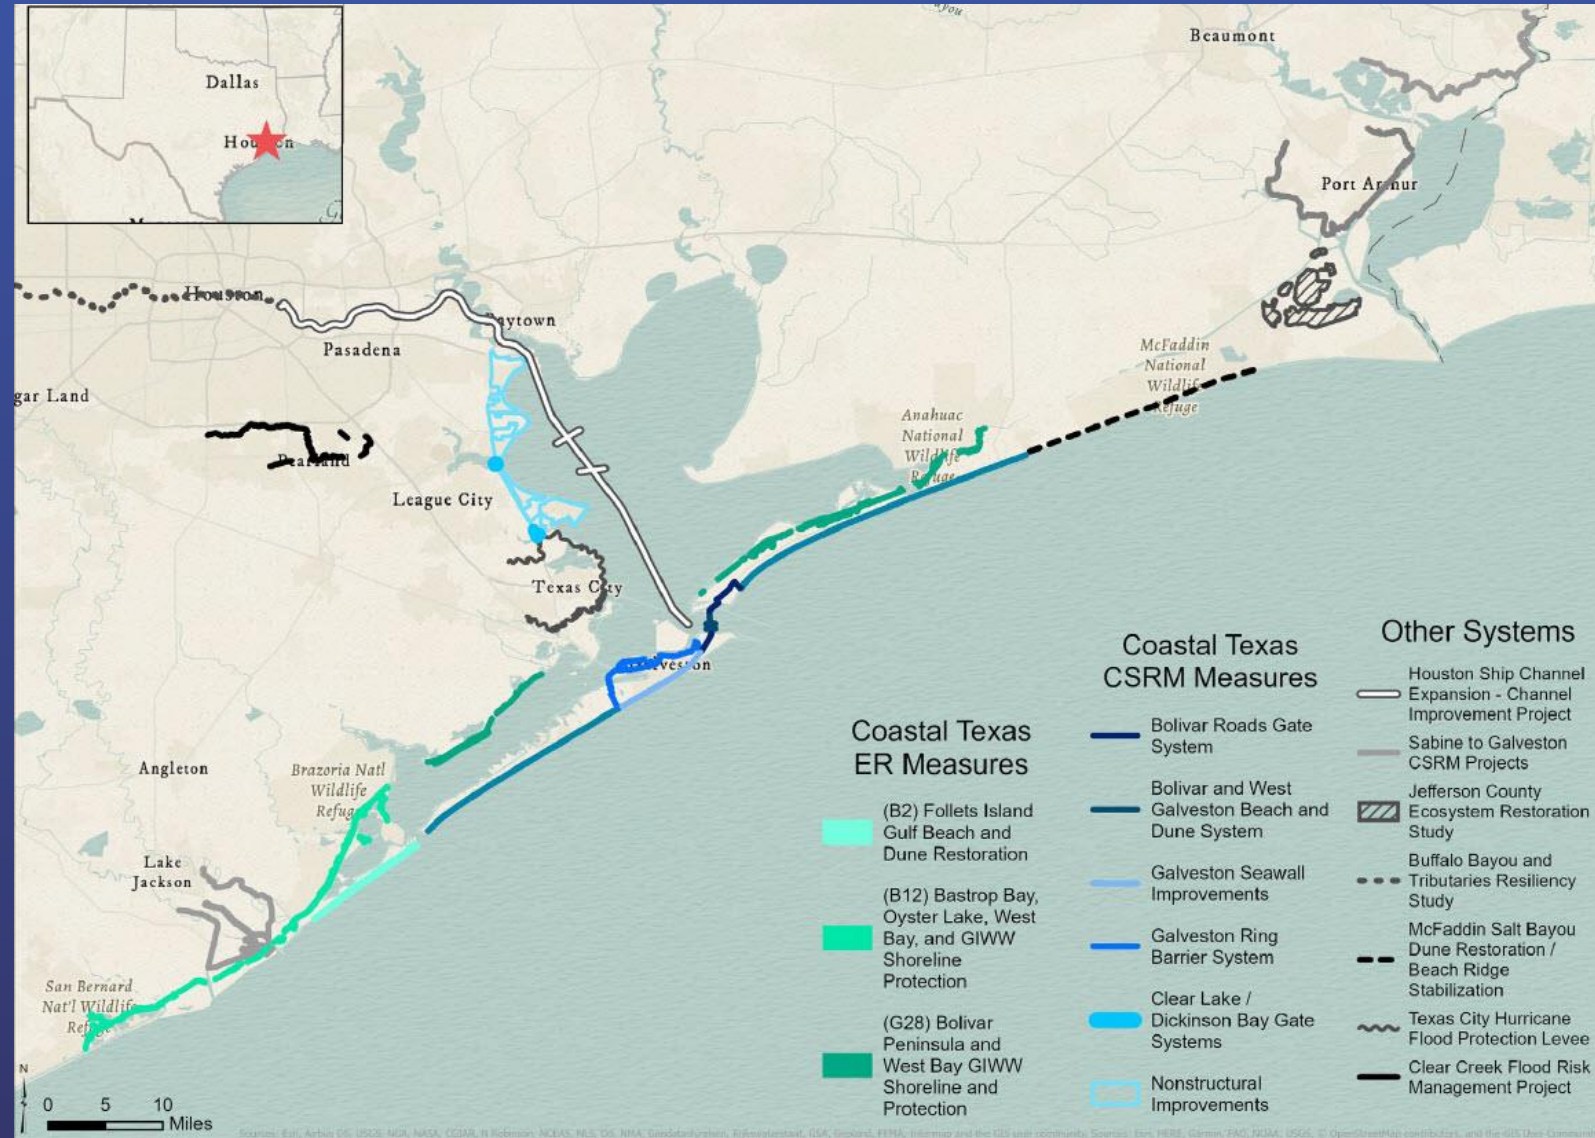 Dallas
Houston
Beaumont
Port Arthur
Houston
Baytown
Pasadena
gar Land
McFaddin
National
Wildlife
Refuge
Anahuac
National
Wildlife
Refuge
Pearland
League City
Texas City
Galveston
Angleton
Brazoria Natl
Wildlife
Refuge
Lake
Jackson
San Bernard
Nat'l Wildlife
Refuge
N
0 5 10
Miles
Coastal Texas
ER Measures
(B2) Follets Island
Gulf Beach and
Dune Restoration
(B12) Bastrop Bay,
Oyster Lake, West
Bay, and GIWW
Shoreline
Protection
(G28) Bolivar
Peninsula and
West Bay GIWW
Shoreline and
Protection
Coastal Texas
CSRM Measures
Bolivar Roads Gate
System
Bolivar and West
Galveston Beach and
Dune System
Galveston Seawall
Improvements
Galveston Ring
Barrier System
Clear Lake /
Dickinson Bay Gate
Systems
Nonstructural
Improvements
Other Systems
Houston Ship Channel
Expansion - Channel
Improvement Project
Sabine to Galveston
CSRM Projects
Jefferson County
Ecosystem Restoration
Study
Buffalo Bayou and
Tributaries Resiliency
Study
McFaddin Salt Bayou
Dune Restoration /
Beach Ridge
Stabilization
Texas City Hurricane
Flood Protection Levee
Clear Creek Flood Risk
Management Project